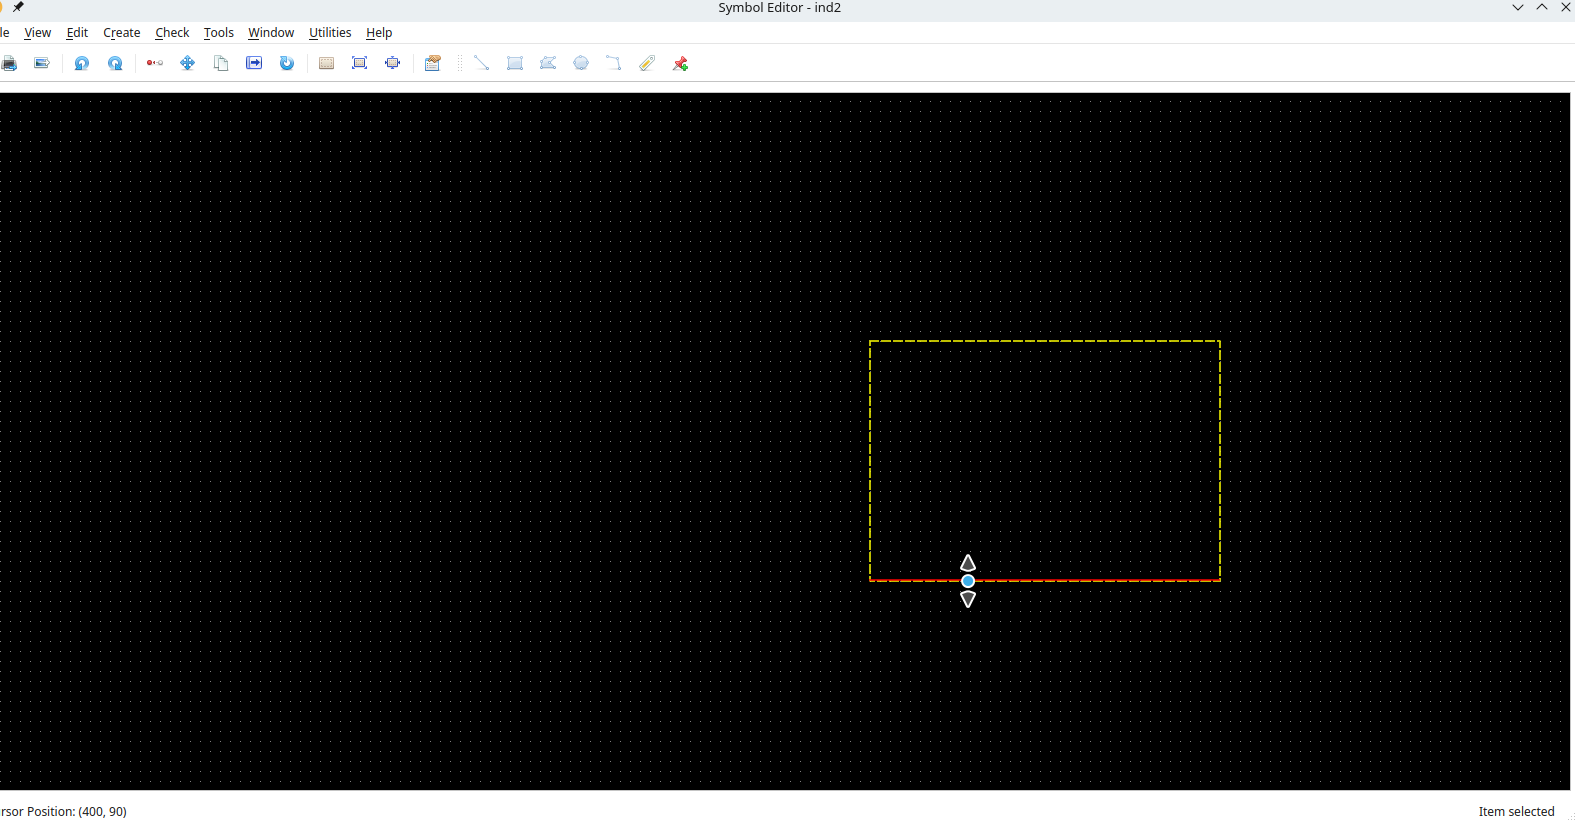 Symbol Editor - ind2
le View Edit Create Check Tools Window Utilities Help
rsor Position: (400, 90)
Item selected